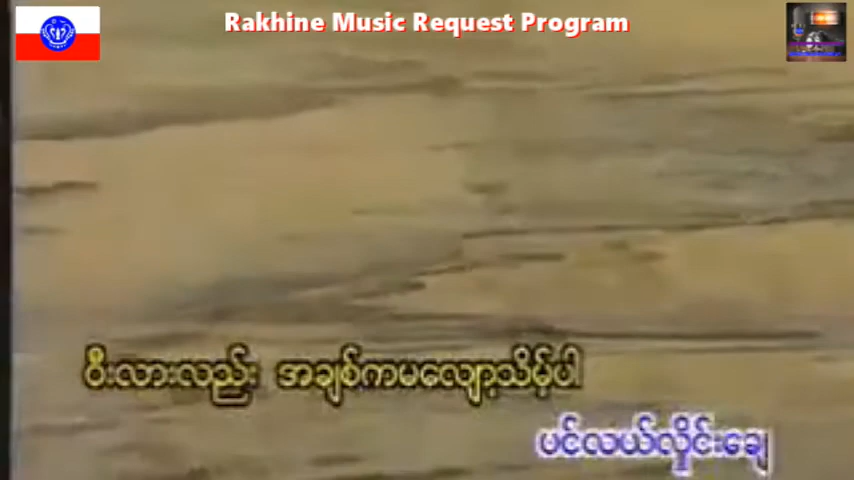 Rakhine Music Request Program
ဝီးလားလည်း အချစ်ကမလျော့သိမ့်ပါ
ပင်လယ်လှိုင်းချေ